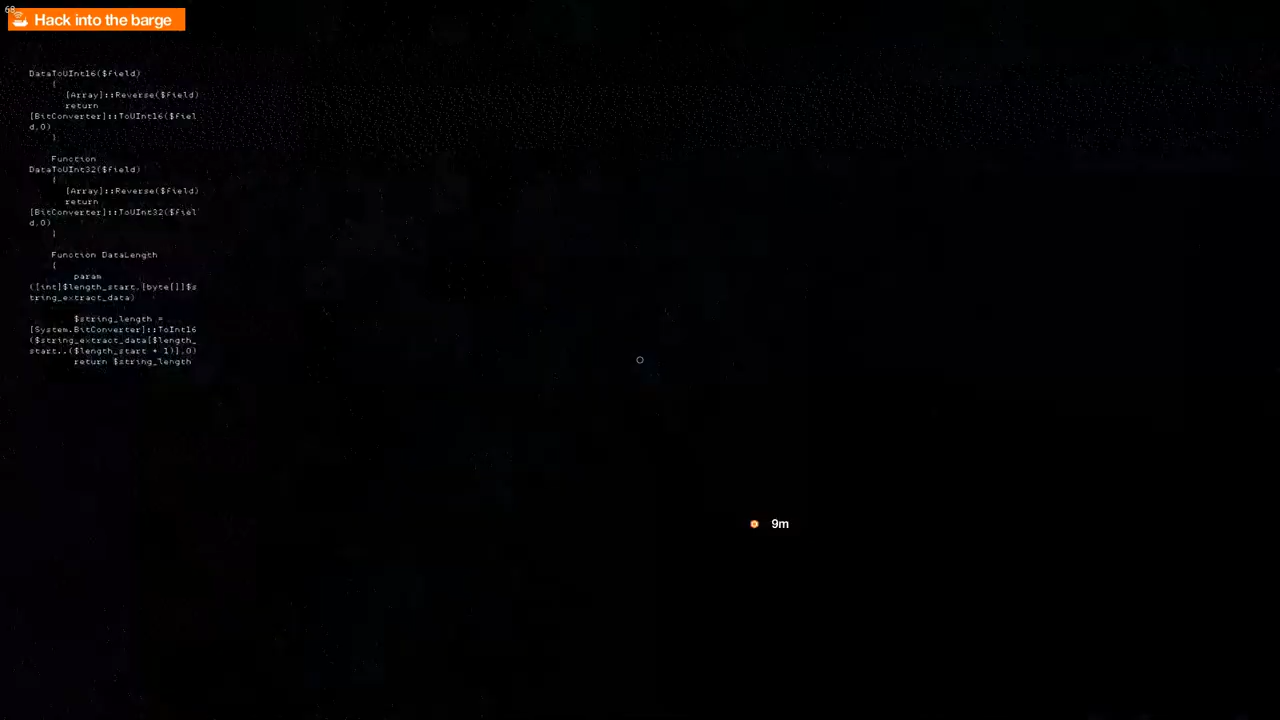 68
Hack into the barge
DataToUInt16($field)
{
[Array]::Reverse($field)
return
[BitConverter]::ToUInt16($fiel
d,0)
}
Function
DataToUInt32($field)
{
[Array]::Reverse($field)
return
[BitConverter]::ToUInt32($fiel
d,0)
}
Function DataLength
{
param
([int]$length_start,[byte[]]$s
tring_extract_data)
$string_length =
[System.BitConverter]::ToInt16
($string_extract_data[$length_
start..($length_start + 1)],0)
return $string_length
9m